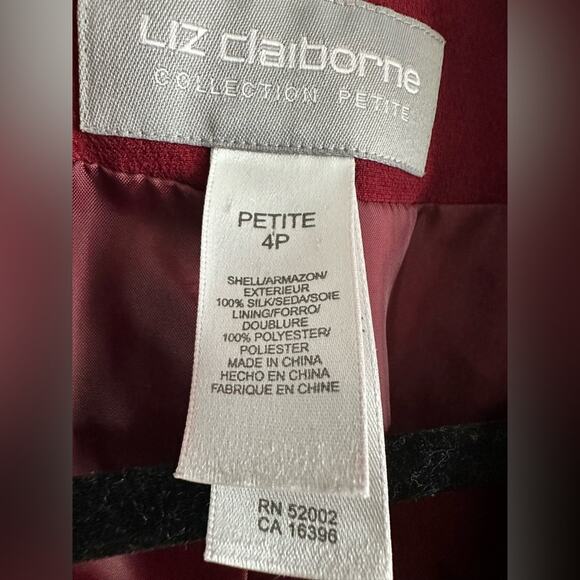 Liz claiborne
COLLECTION PETITE
PETITE
4P
SHELL/ARMAZON/
EXTERIEUR
100% SILK/SEDA/SOIE
LINING/FORRO/
DOUBLURE
100% POLYESTER/
POLIESTER
MADE IN CHINA
HECHO EN CHINA
FABRIQUE EN CHINE
RN 52002
CA 16396